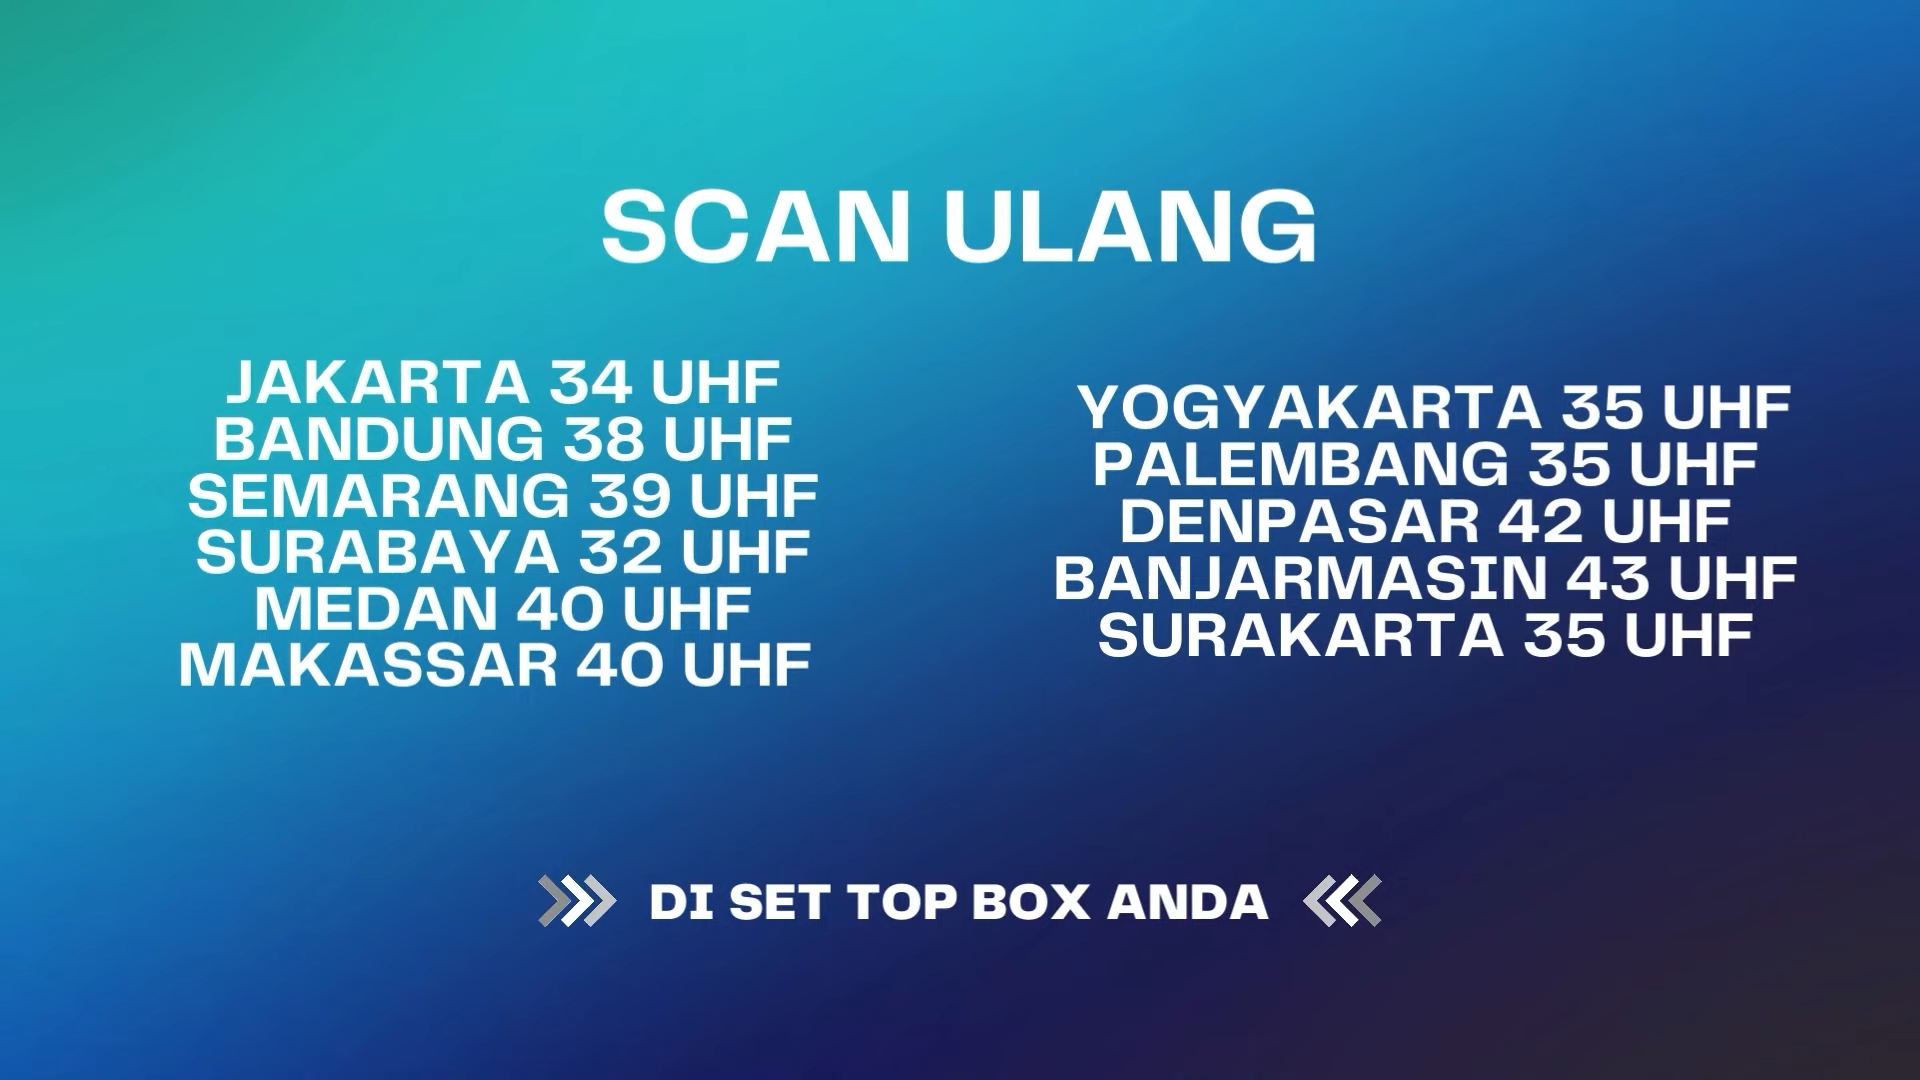 SCAN ULANG
JAKARTA 34 UHF
BANDUNG 38 UHF
SEMARANG 39 UHF
SURABAYA 32 UHF
MEDAN 40 UHF
MAKASSAR 40 UHF
YOGYAKARTA 35 UHF
PALEMBANG 35 UHF
DENPASAR 42 UHF
BANJARMASIN 43 UHF
SURAKARTA 35 UHF
DI SET TOP BOX ANDA